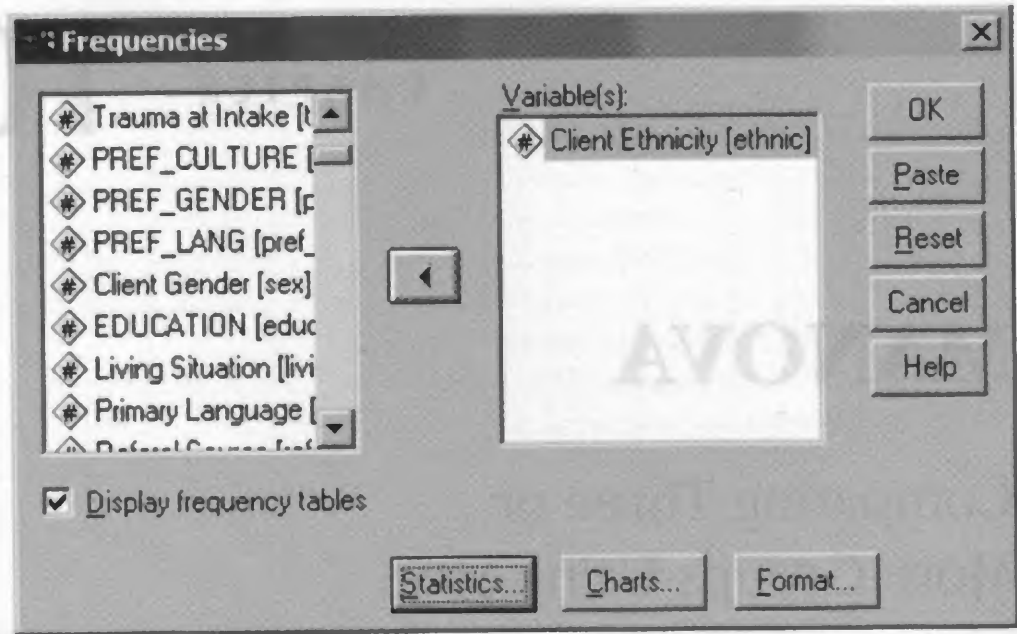 Frequencies
Trauma at Intake [t
PREF_CULTURE [
PREF_GENDER [p
PREF_LANG [pref_
Client Gender [sex]
EDUCATION [educ
Living Situation [livi
Primary Language [
Variable(s):
Client Ethnicity [ethnic]
OK
Paste
Reset
Cancel
Help
Display frequency tables
Statistics...
Charts...
Format...